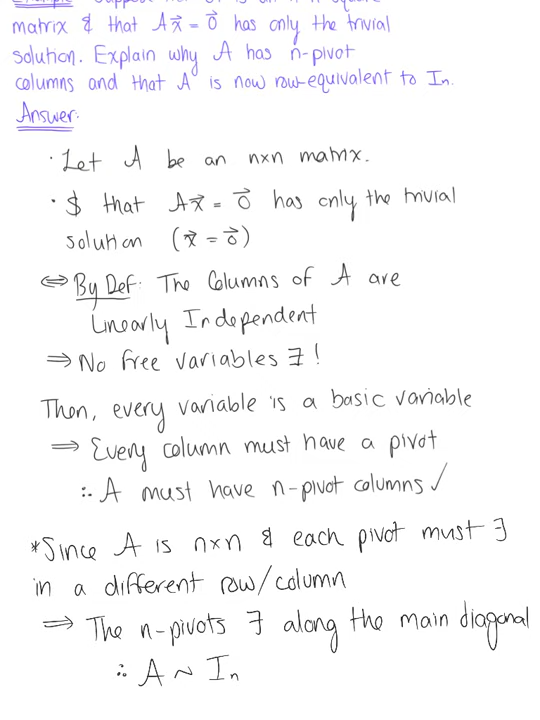 matrix & that Ax⃗ = 0⃗ has only the trivial
solution. Explain why A has n-pivot
columns and that A is now row-equivalent to In.
Answer:
· Let A be an nxn matrix.
· $ that Ax⃗ = 0⃗ has only the trivial
solution (x⃗ = 0⃗)
⇔ By Def: The Columns of A are
Linearly Independent
⇒ No free variables ∃!
Then, every variable is a basic variable
⇒ Every column must have a pivot
∴ A must have n-pivot columns ✓
*Since A is nxn & each pivot must ∃
in a different row/column
⇒ The n-pivots ∃ along the main diagonal
∴ A ~ In